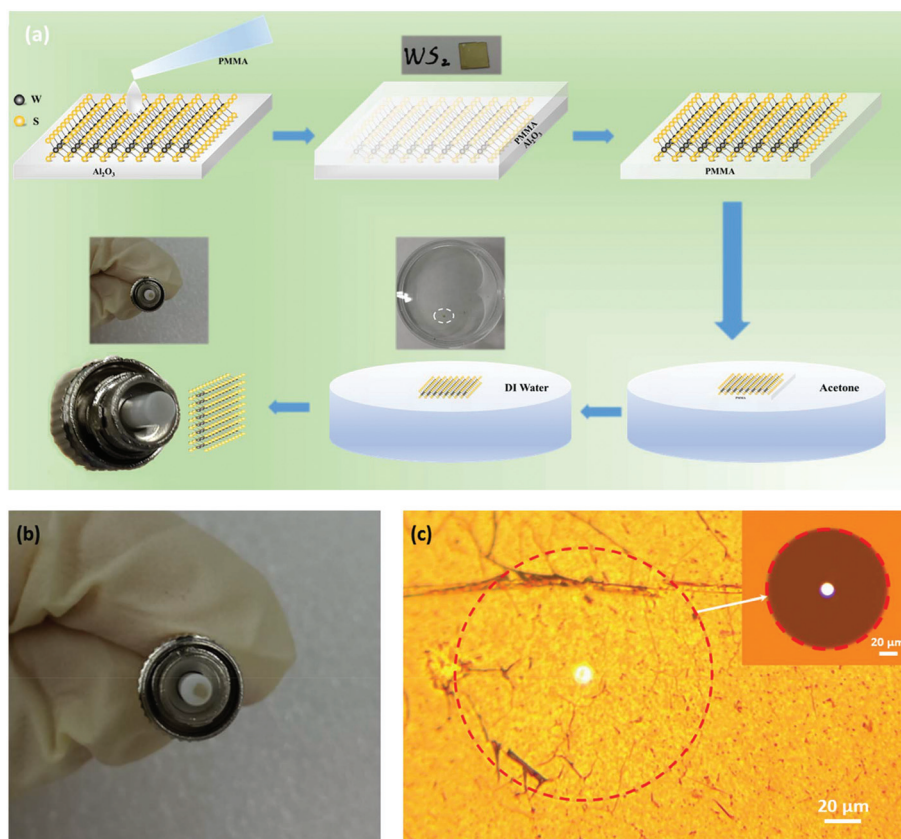 (a)
PMMA
WS₂
W
S
Al₂O₃
PMMA
Al₂O₃
PMMA
DI Water
Acetone
PMMA
(b)
(c)
20 μm
20 μm